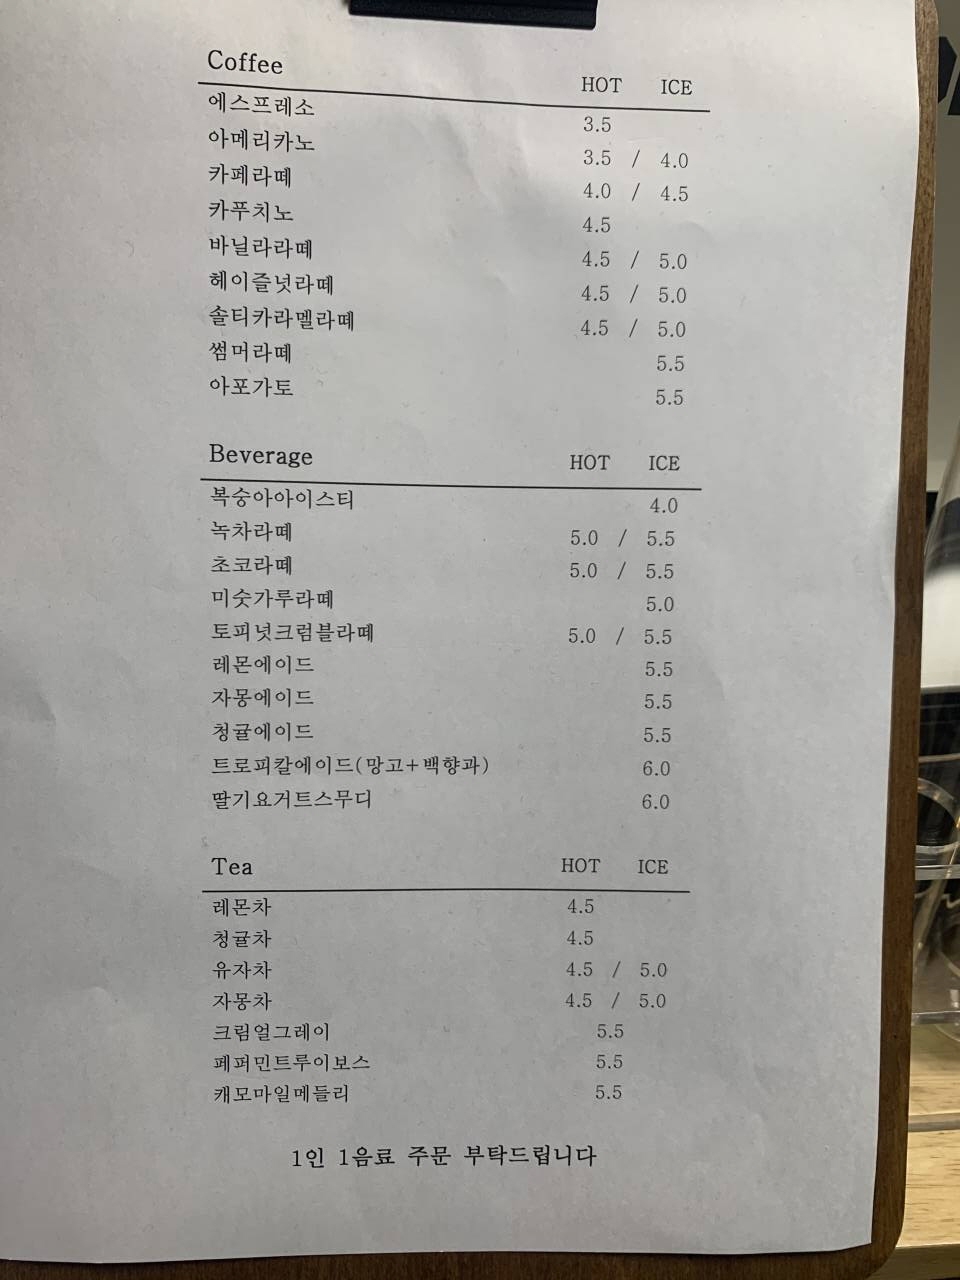 Coffee HOT ICE
에스프레소 3.5
아메리카노 3.5 / 4.0
카페라떼 4.0 / 4.5
카푸치노 4.5
바닐라라떼 4.5 / 5.0
헤이즐넛라떼 4.5 / 5.0
솔티카라멜라떼 4.5 / 5.0
썸머라떼 5.5
아포가토 5.5
Beverage HOT ICE
복숭아아이스티 4.0
녹차라떼 5.0 / 5.5
초코라떼 5.0 / 5.5
미숫가루라떼 5.0
토피넛크럼블라떼 5.0 / 5.5
레몬에이드 5.5
자몽에이드 5.5
청귤에이드 5.5
트로피칼에이드(망고+백향과) 6.0
딸기요거트스무디 6.0
Tea HOT ICE
레몬차 4.5
청귤차 4.5
유자차 4.5 / 5.0
자몽차 4.5 / 5.0
크림얼그레이 5.5
페퍼민트루이보스 5.5
캐모마일메들리 5.5
1인 1음료 주문 부탁드립니다